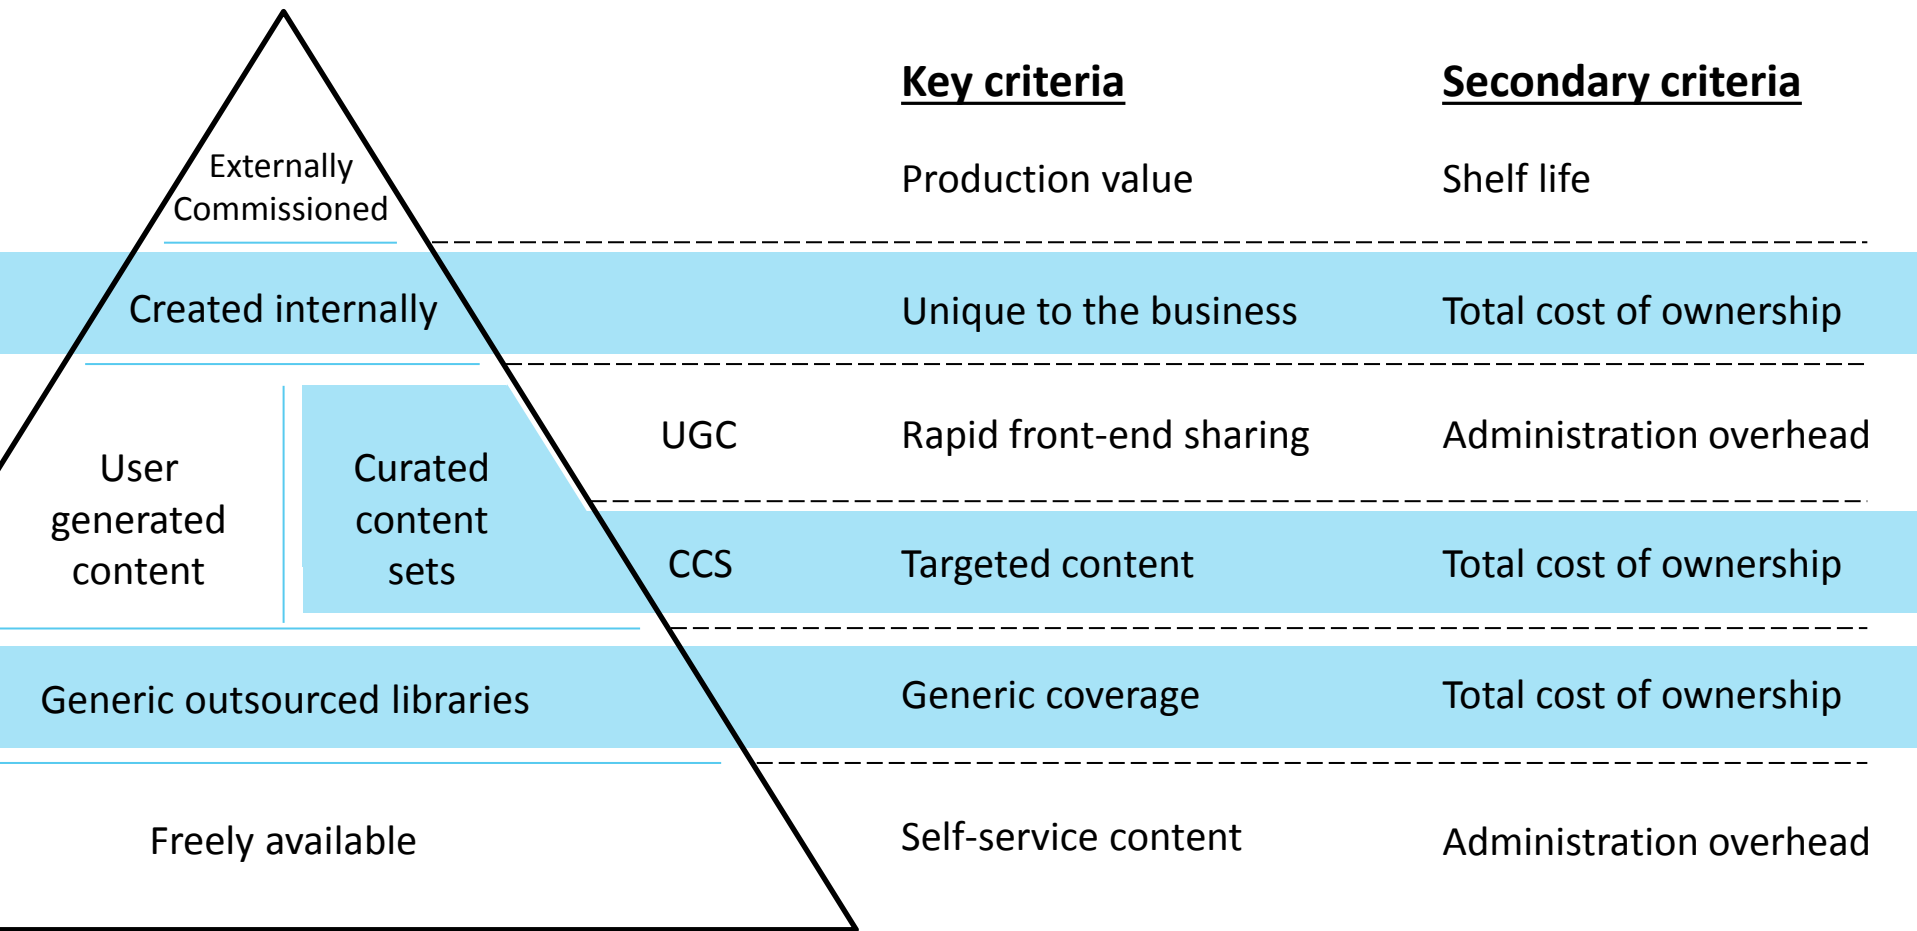 Key criteria
Secondary criteria
Externally
Commissioned
Production value
Shelf life
Created internally
Unique to the business
Total cost of ownership
User
generated
content
Curated
content
sets
UGC
Rapid front-end sharing
Administration overhead
CCS
Targeted content
Total cost of ownership
Generic outsourced libraries
Generic coverage
Total cost of ownership
Freely available
Self-service content
Administration overhead